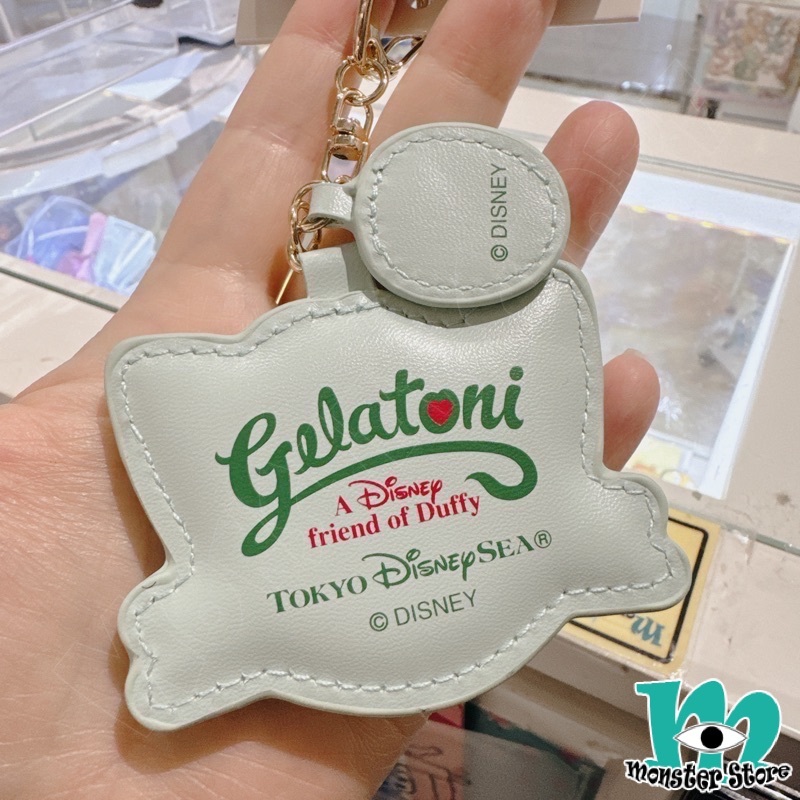 © DISNEY
Gelatoni
A Disney
friend of Duffy
TOKYO DISNEYSEA®
© DISNEY
m
monster Store